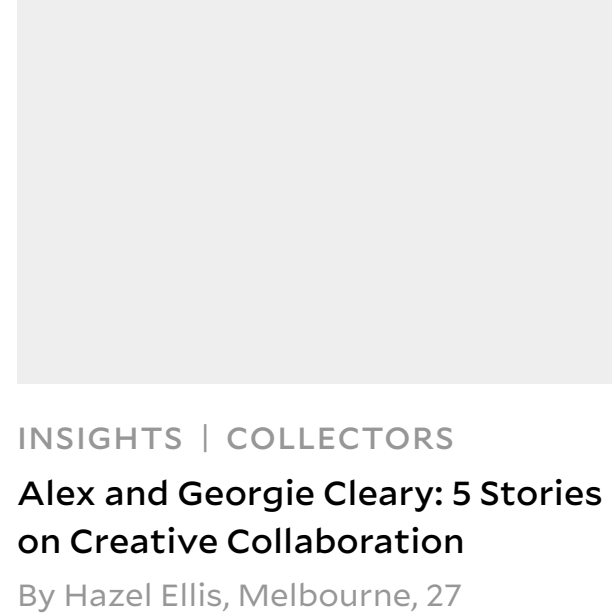 INSIGHTS | COLLECTORS
Alex and Georgie Cleary: 5 Stories
on Creative Collaboration
By Hazel Ellis, Melbourne, 27